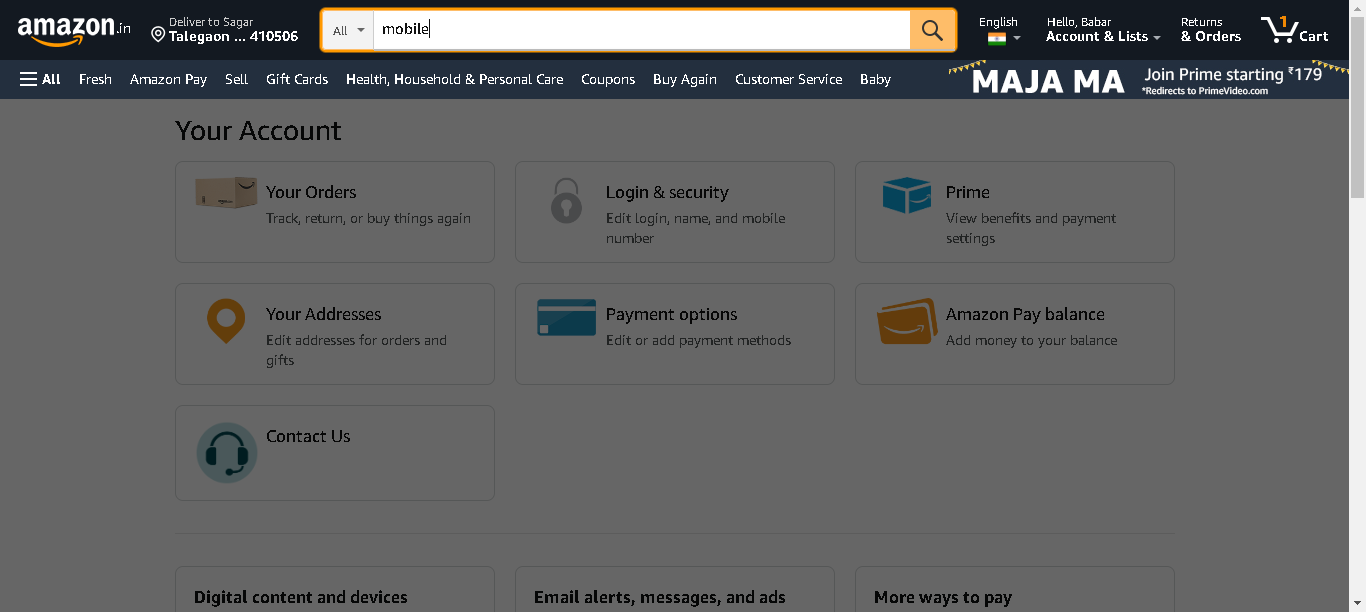 amazon.in
Deliver to Sagar
Talegaon ... 410506
All
mobile
English
Hello, Babar
Account & Lists
Returns
& Orders
1
Cart
All
Fresh
Amazon Pay
Sell
Gift Cards
Health, Household & Personal Care
Coupons
Buy Again
Customer Service
Baby
MAJA MA
Join Prime starting ₹179
*Redirects to PrimeVideo.com
Your Account
Your Orders
Track, return, or buy things again
Login & security
Edit login, name, and mobile
number
Prime
View benefits and payment
settings
Your Addresses
Edit addresses for orders and
gifts
Payment options
Edit or add payment methods
Amazon Pay balance
Add money to your balance
Contact Us
Digital content and devices
Email alerts, messages, and ads
More ways to pay